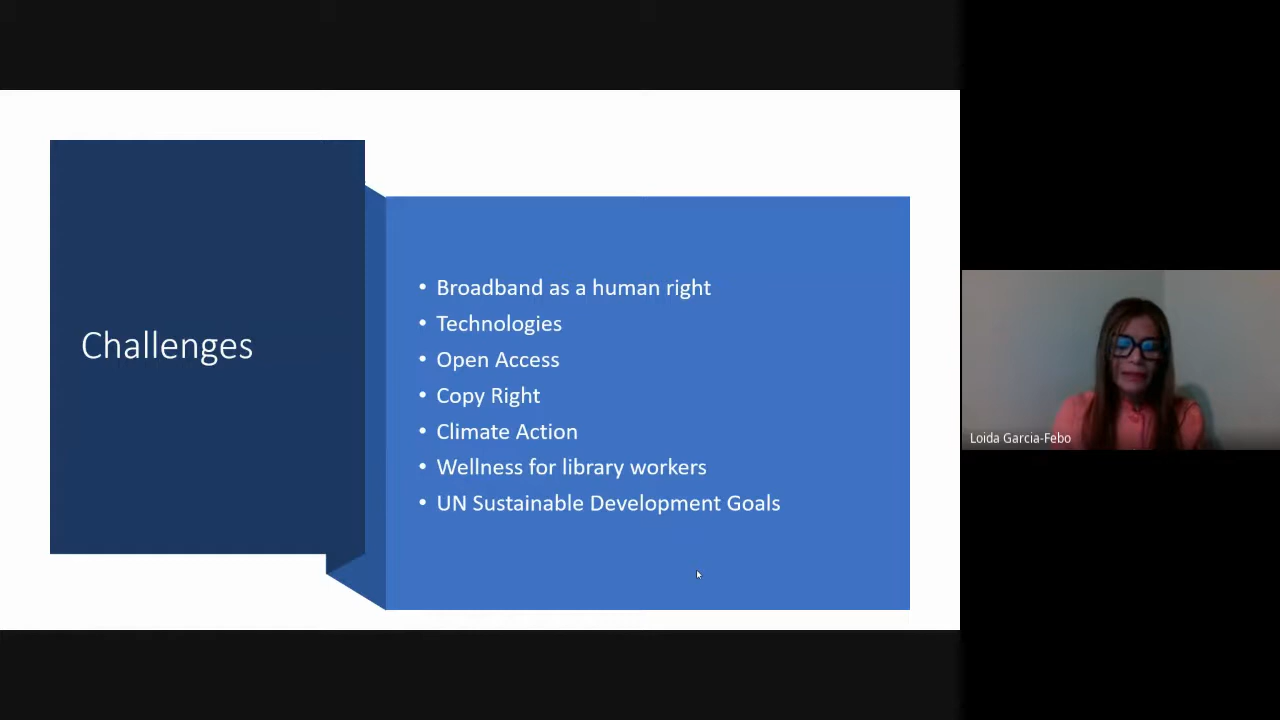 Challenges
• Broadband as a human right
• Technologies
• Open Access
• Copy Right
• Climate Action
• Wellness for library workers
• UN Sustainable Development Goals
Loida Garcia-Febo